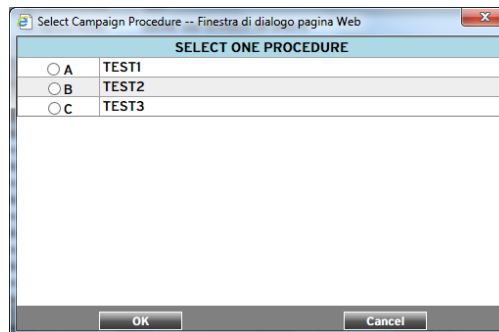 Select Campaign Procedure -- Finestra di dialogo pagina Web
SELECT ONE PROCEDURE
A TEST1
B TEST2
C TEST3
OK Cancel